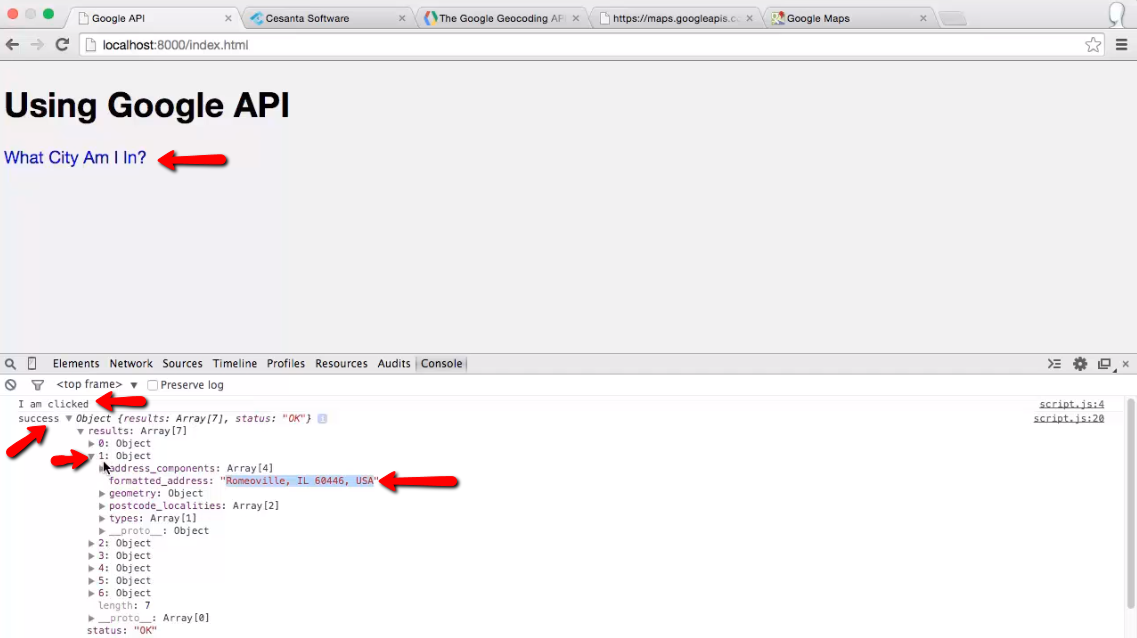 Google API
Cesanta Software
The Google Geocoding AP
https://maps.googleapis.c
Google Maps
localhost:8000/index.html
Using Google API
What City Am I In?
Elements Network Sources Timeline Profiles Resources Audits Console
<top frame> Preserve log
I am clicked script.js:4
success Object {results: Array[7], status: "OK"} script.js:20
results: Array[7]
0: Object
1: Object
address_components: Array[4]
formatted_address: "Romeoville, IL 60446, USA"
geometry: Object
postcode_localities: Array[2]
types: Array[1]
__proto__: Object
2: Object
3: Object
4: Object
5: Object
6: Object
length: 7
__proto__: Array[0]
status: "OK"